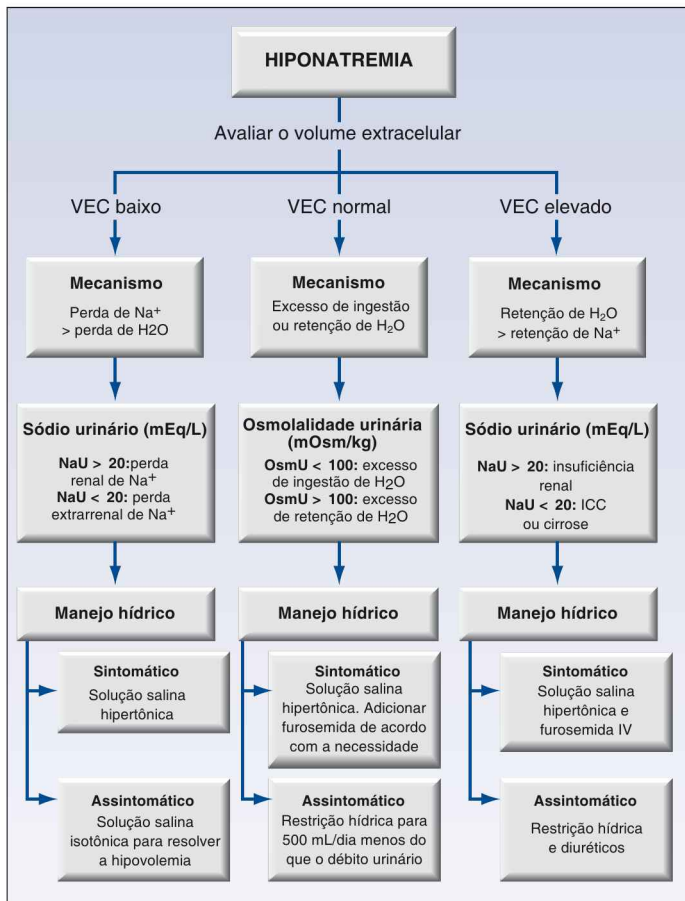 HIPONATREMIA
Avaliar o volume extracelular
VEC baixo
VEC normal
VEC elevado
Mecanismo
Perda de Na⁺
> perda de H2O
Mecanismo
Excesso de ingestão
ou retenção de H₂O
Mecanismo
Retenção de H₂O
> retenção de Na⁺
Sódio urinário (mEq/L)
NaU > 20:perda
renal de Na⁺
NaU < 20: perda
extrarrenal de Na⁺
Osmolalidade urinária
(mOsm/kg)
OsmU < 100: excesso
de ingestão de H₂O
OsmU > 100: excesso
de retenção de H₂O
Sódio urinário (mEq/L)
NaU > 20: insuficiência
renal
NaU < 20: ICC
ou cirrose
Manejo hídrico
Sintomático
Solução salina
hipertônica
Assintomático
Solução salina
isotônica para resolver
a hipovolemia
Manejo hídrico
Sintomático
Solução salina
hipertônica. Adicionar
furosemida de acordo
com a necessidade
Assintomático
Restrição hídrica para
500 mL/dia menos do
que o débito urinário
Manejo hídrico
Sintomático
Solução salina
hipertônica e
furosemida IV
Assintomático
Restrição hídrica
e diuréticos